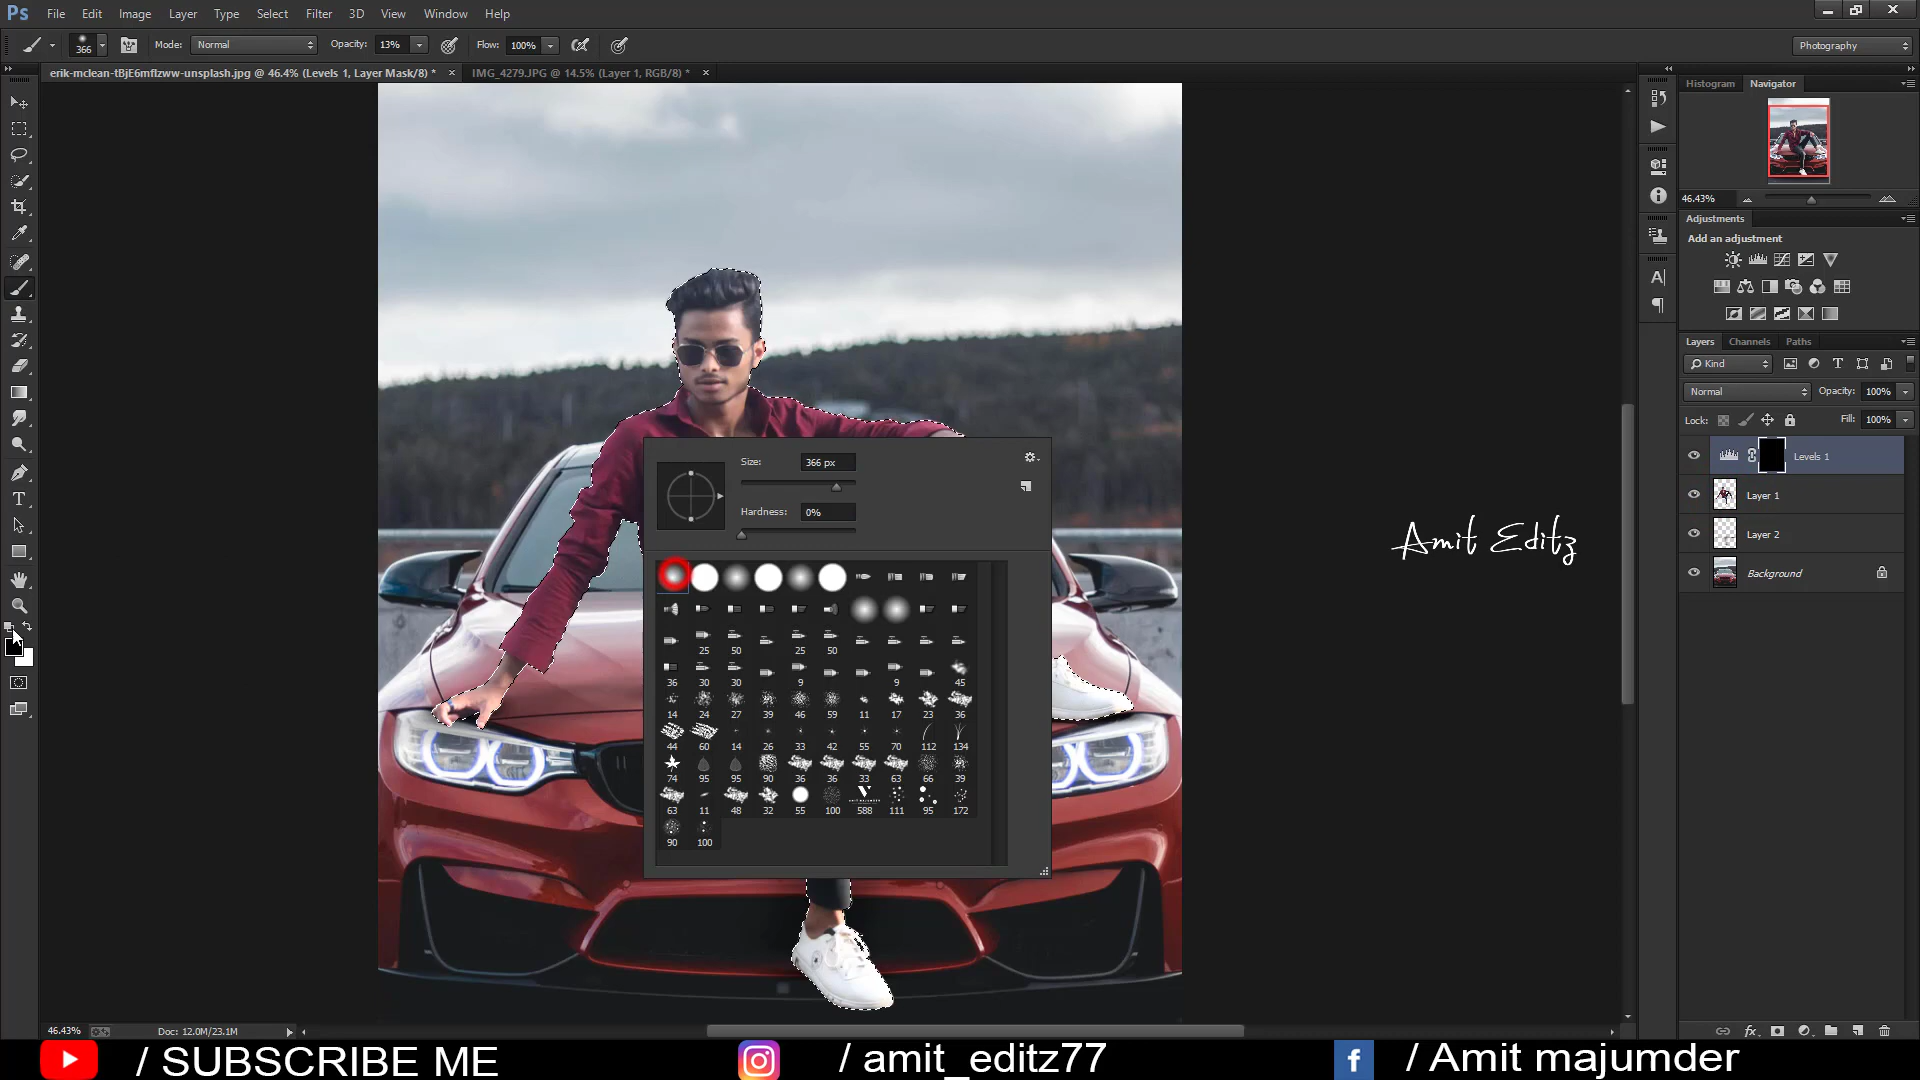 Ps File Edit Image Layer Type Select Filter 3D View Window Help
366 Mode: Normal Opacity: 13% Flow: 100% Photography
erik-mclean-tBjE6mflzww-unsplash.jpg @ 46.4% (Levels 1, Layer Mask/8) * IMG_4279.JPG @ 14.5% (Layer 1, RGB/8) *
Histogram Navigator
46.43%
Adjustments
Add an adjustment
Layers Channels Paths
Kind
Normal Opacity: 100%
Lock: Fill: 100%
Levels 1
Layer 1
Layer 2
Background
Size: 366 px
Hardness: 0%
25 50 25 50
36 30 30 9 9 45
14 24 27 39 46 59 11 17 23 36
44 60 14 26 33 42 55 70 112 134
74 95 95 90 36 36 33 63 66 39
63 11 48 32 55 100 588 111 95 172
90 100
Amit Editz
46.43% Doc: 12.0M/23.1M
/ SUBSCRIBE ME / amit_editz77 / Amit majumder